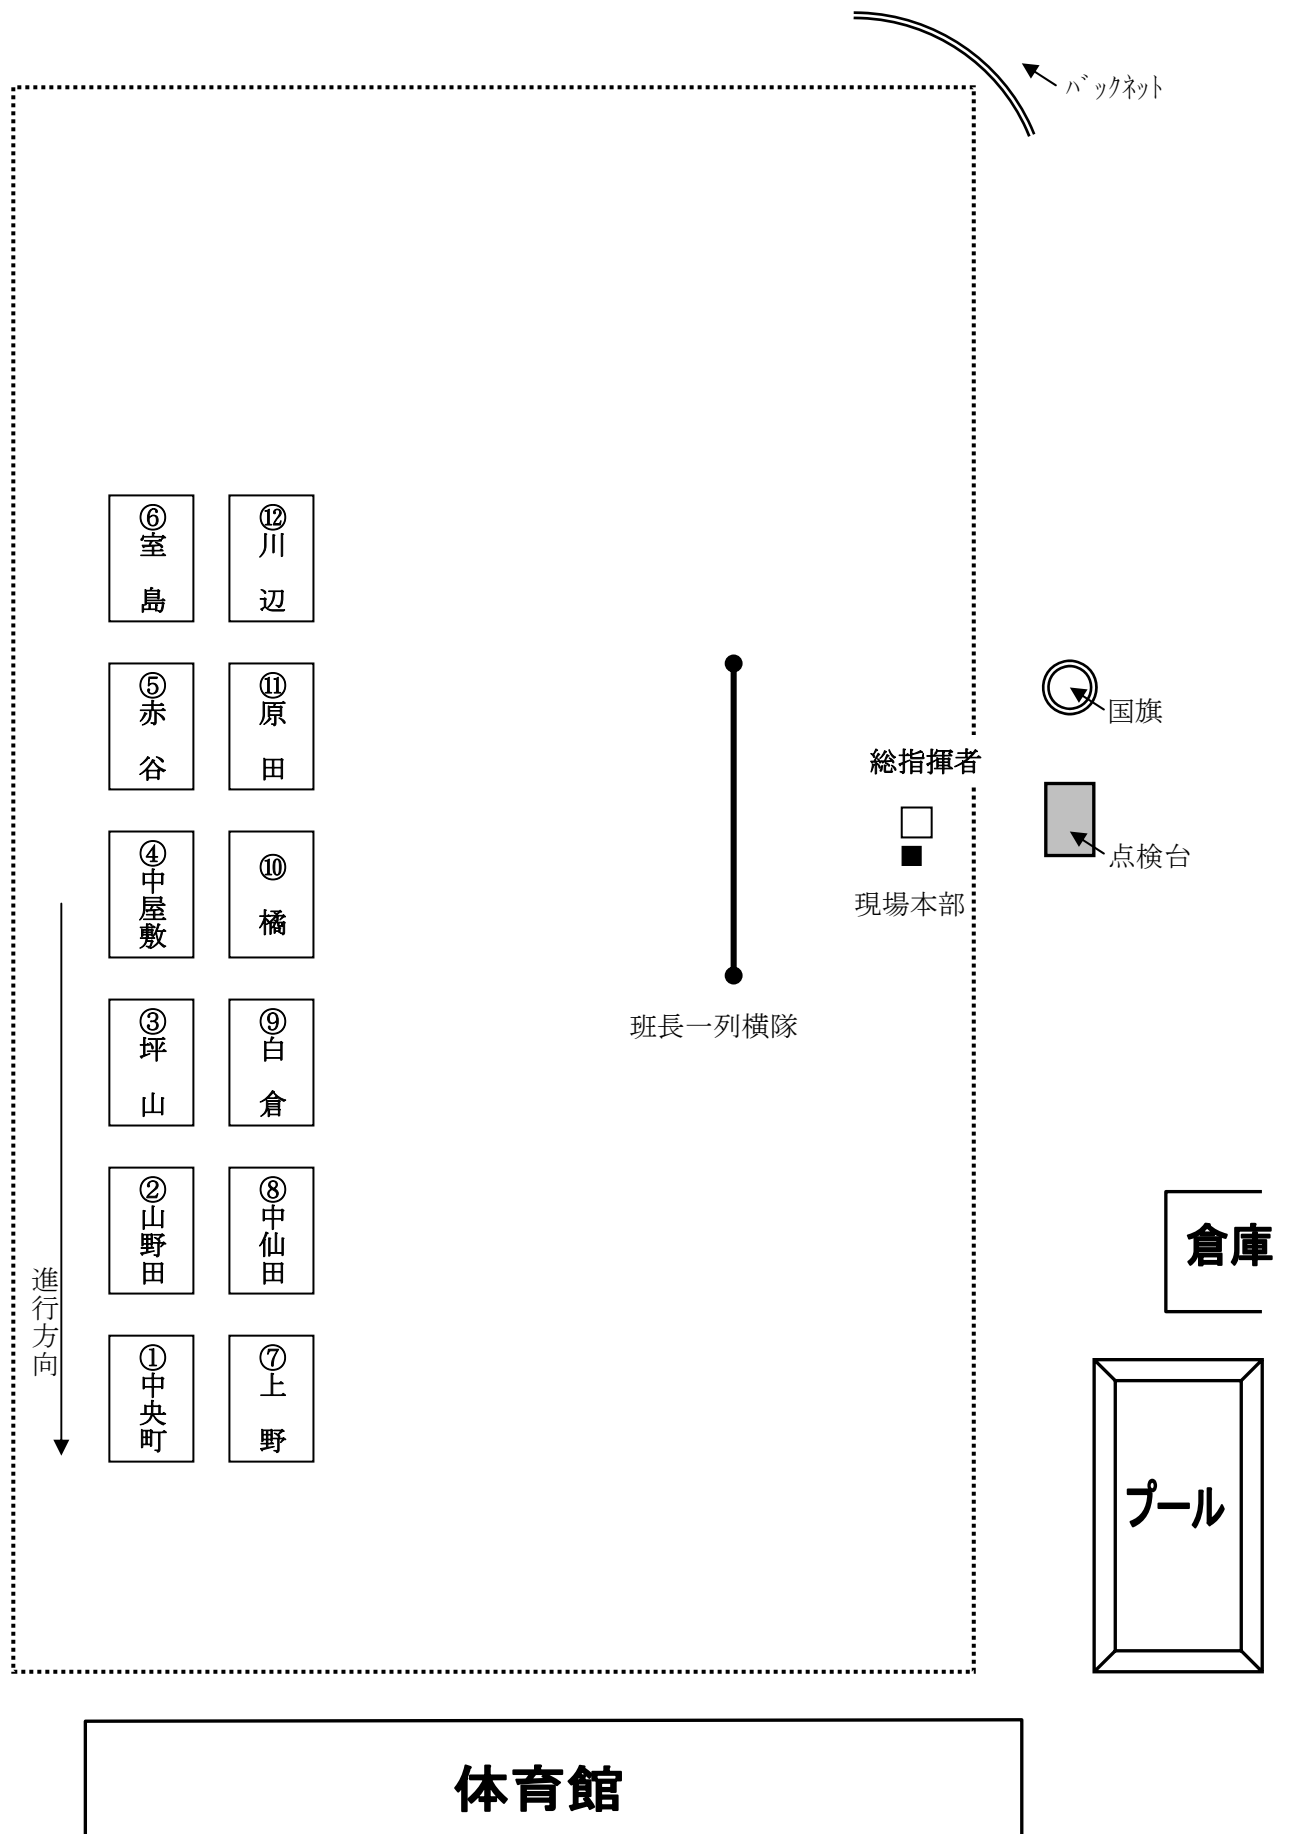 バックネット
⑥室島
⑫川辺
⑤赤谷
⑪原田
国旗
総指揮者
点検台
④中屋敷
⑩橘
現場本部
③坪山
⑨白倉
班長一列横隊
②山野田
⑧中仙田
倉庫
進行方向
①中央町
⑦上野
プール
体育館